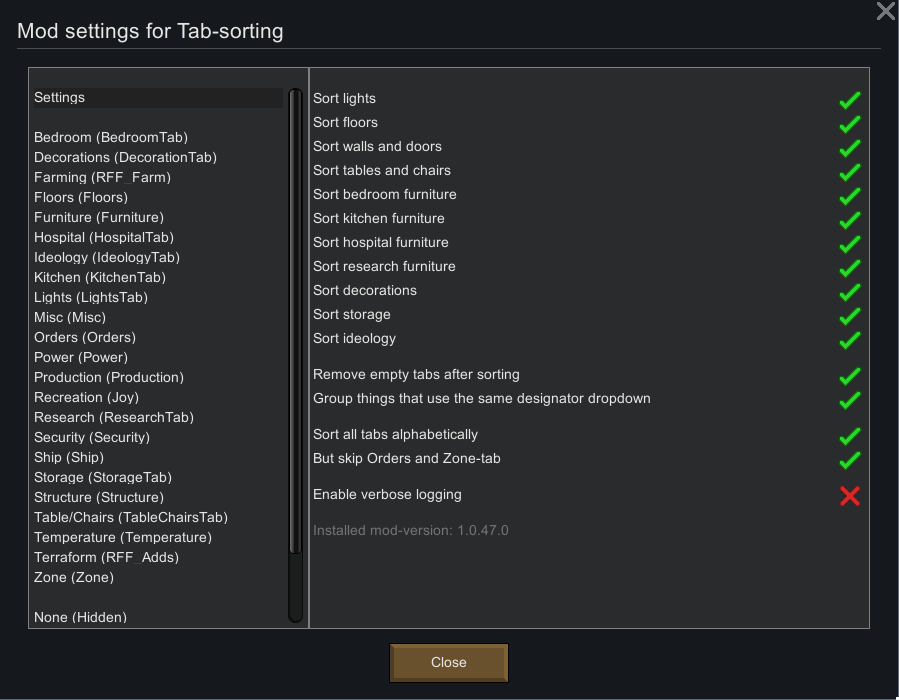 Mod settings for Tab-sorting
Settings
Bedroom (BedroomTab)
Decorations (DecorationTab)
Farming (RFF_Farm)
Floors (Floors)
Furniture (Furniture)
Hospital (HospitalTab)
Ideology (IdeologyTab)
Kitchen (KitchenTab)
Lights (LightsTab)
Misc (Misc)
Orders (Orders)
Power (Power)
Production (Production)
Recreation (Joy)
Research (ResearchTab)
Security (Security)
Ship (Ship)
Storage (StorageTab)
Structure (Structure)
Table/Chairs (TableChairsTab)
Temperature (Temperature)
Terraform (RFF_Adds)
Zone (Zone)
None (Hidden)
Sort lights
Sort floors
Sort walls and doors
Sort tables and chairs
Sort bedroom furniture
Sort kitchen furniture
Sort hospital furniture
Sort research furniture
Sort decorations
Sort storage
Sort ideology
Remove empty tabs after sorting
Group things that use the same designator dropdown
Sort all tabs alphabetically
But skip Orders and Zone-tab
Enable verbose logging
Installed mod-version: 1.0.47.0
Close